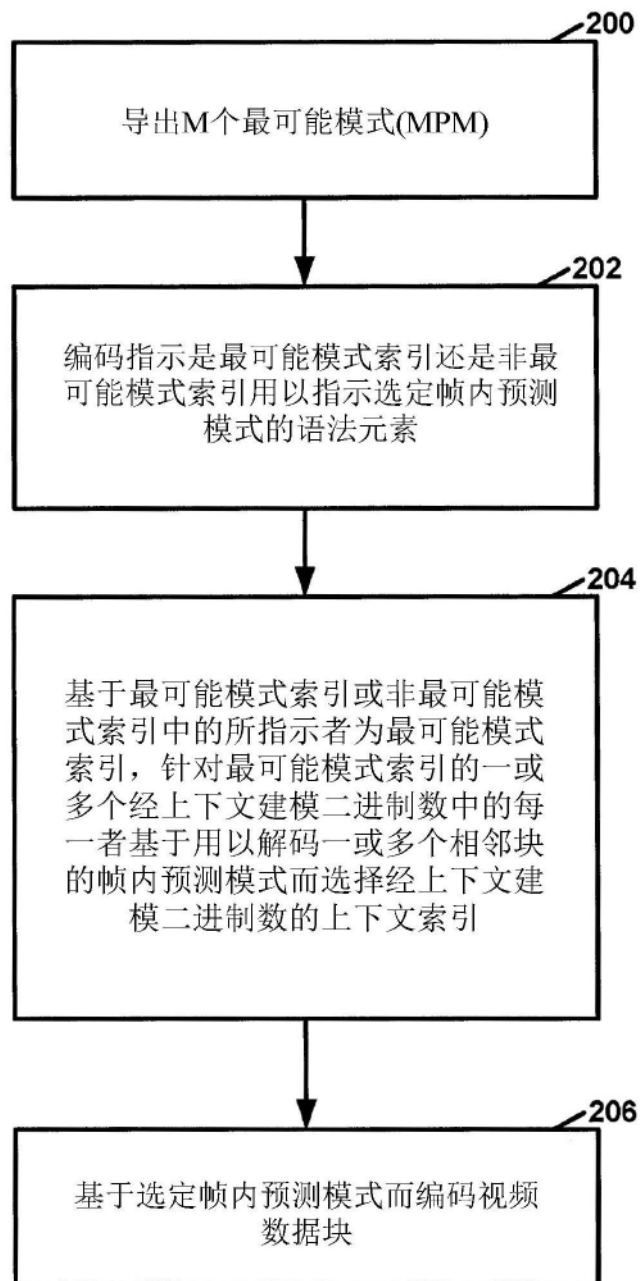 200
导出M个最可能模式(MPM)
202
编码指示是最可能模式索引还是非最
可能模式索引用以指示选定帧内预测
模式的语法元素
204
基于最可能模式索引或非最可能模
式索引中的所指示者为最可能模式
索引，针对最可能模式索引的一或
多个经上下文建模二进制数中的每
一者基于用以解码一或多个相邻块
的帧内预测模式而选择经上下文建
模二进制数的上下文索引
206
基于选定帧内预测模式而编码视频
数据块